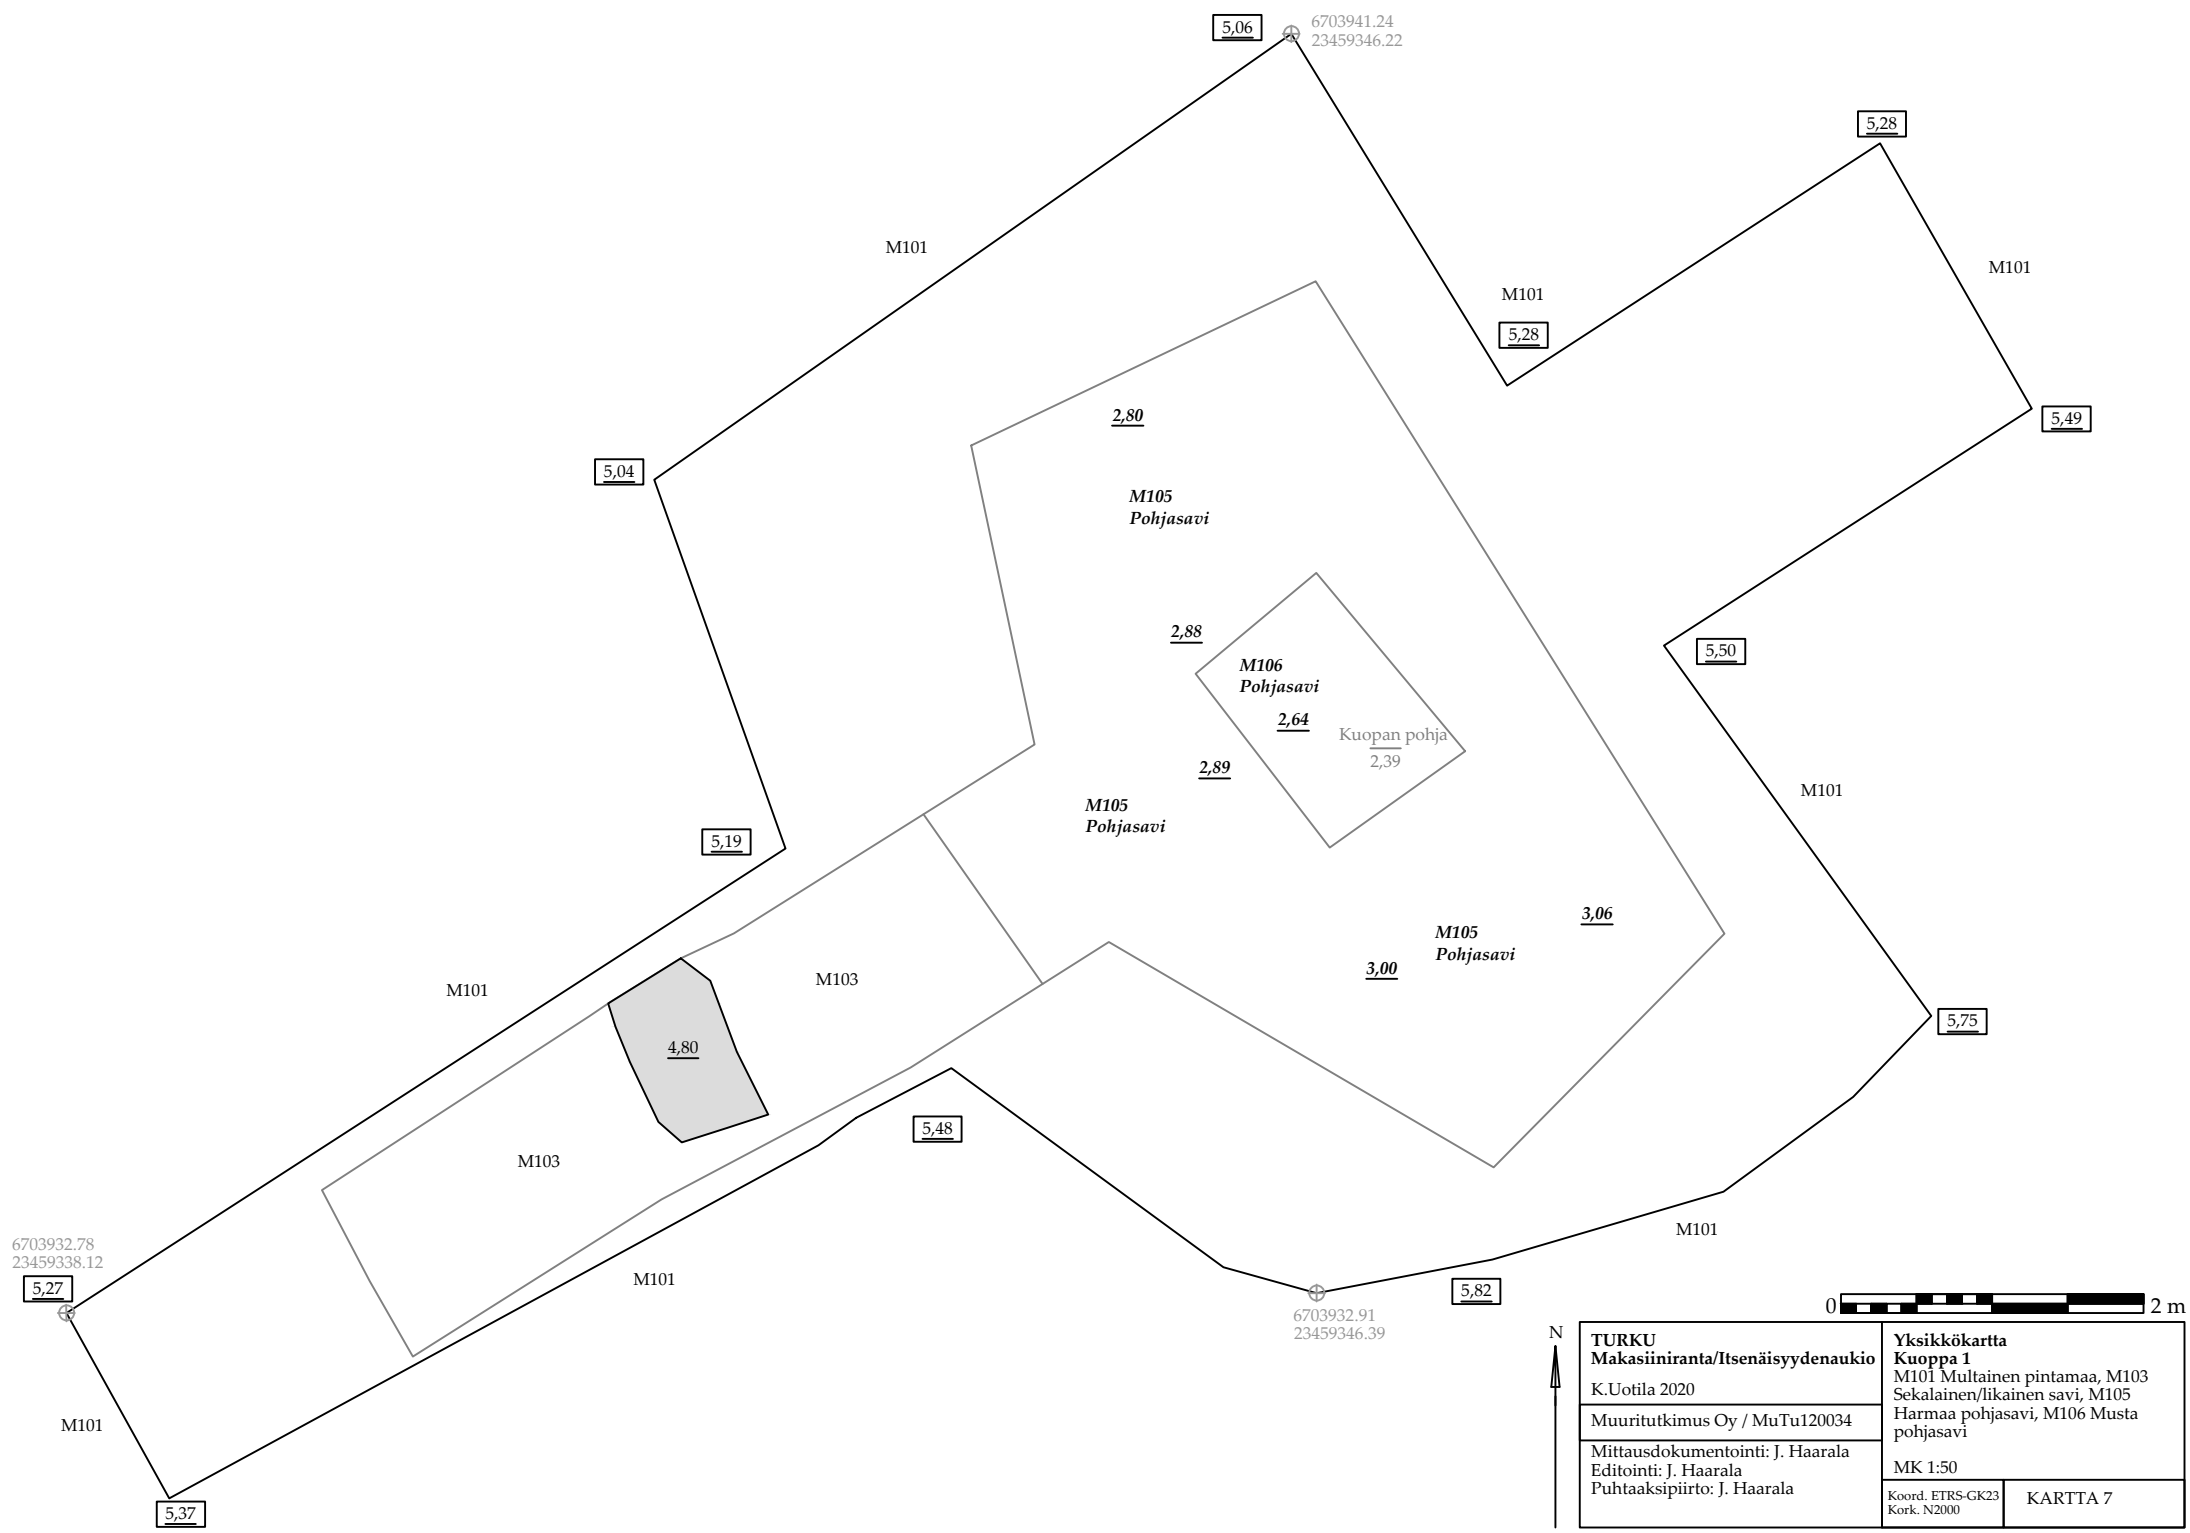 5,06
6703941.24
23459346.22
5,28
M101
M101
M101
5,28
5,49
2,80
5,04
M105
Pohjasavi
2,88
5,50
M106
Pohjasavi
2,64
Kuopan pohja
2,39
2,89
M101
M105
Pohjasavi
5,19
3,06
M105
Pohjasavi
3,00
M103
M101
5,75
4,80
5,48
M103
M101
6703932.78
23459338.12
5,27
M101
5,82
6703932.91
23459346.39
M101
5,37
0
2 m
N
TURKU
Makasiiniranta/Itsenäisyydenaukio
K.Uotila 2020
Muuritutkimus Oy / MuTu120034
Mittausdokumentointi: J. Haarala
Editointi: J. Haarala
Puhtaaksipiirto: J. Haarala
Yksikkökartta
Kuoppa 1
M101 Multainen pintamaa, M103
Sekalainen/likainen savi, M105
Harmaa pohjasavi, M106 Musta
pohjasavi
MK 1:50
Koord. ETRS-GK23
Kork. N2000
KARTTA 7